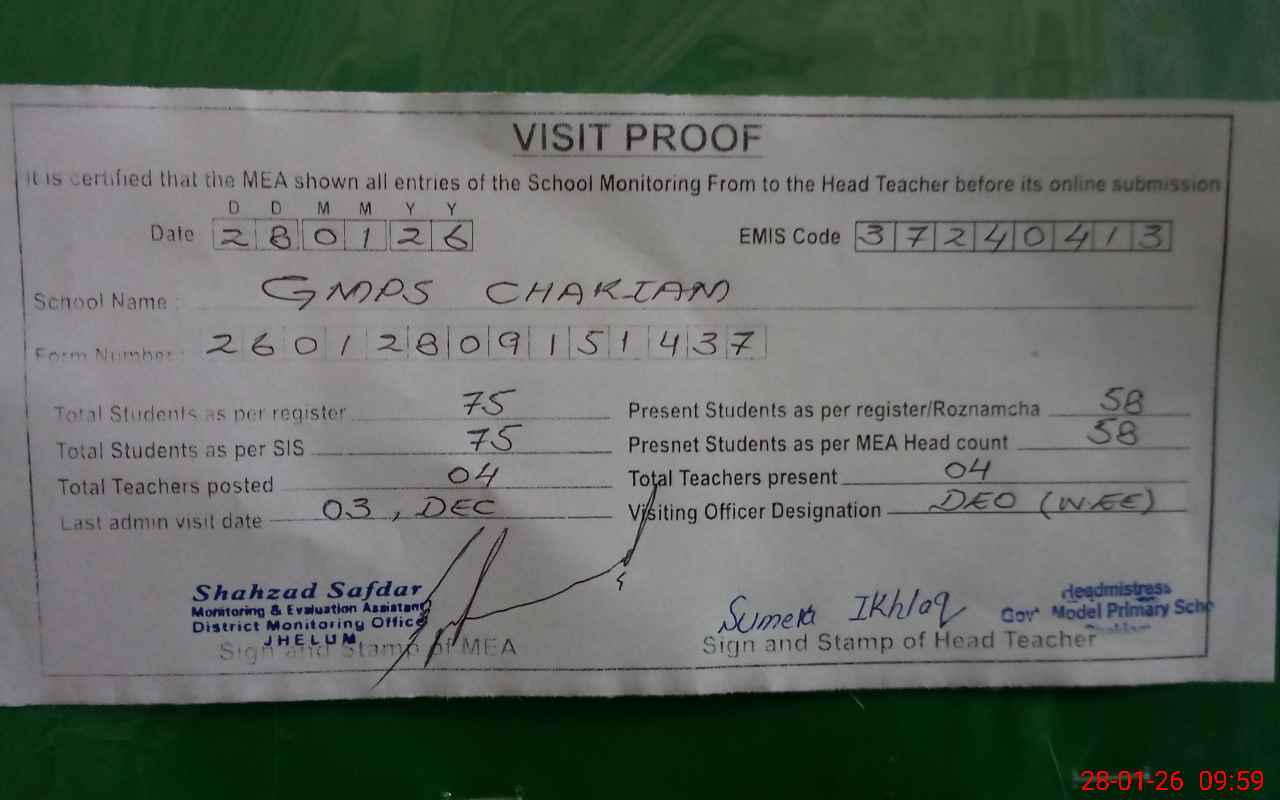 VISIT PROOF
It is certified that the MEA shown all entries of the School Monitoring From to the Head Teacher before its online submission
D D M M Y Y
Date 2 8 0 1 2 6 EMIS Code 3 7 2 4 0 4 1 3
School Name : GMPS CHAKIAM
Form Number : 2 6 0 1 2 8 0 9 1 5 1 4 3 7
Total Students as per register 75 Present Students as per register/Roznamcha 58
Total Students as per SIS 75 Presnet Students as per MEA Head count 58
Total Teachers posted 04 Total Teachers present 04
Last admin visit date 03, DEC Visiting Officer Designation DEO (W-EE)
Shahzad Safdar
Monitoring & Evaluation Assistant
District Monitoring Office
JHELUM
Sign and Stamp of MEA
Sumera Ikhlaq
Headmistress
Gov Model Primary Scho
Sign and Stamp of Head Teacher
28-01-26 09:59